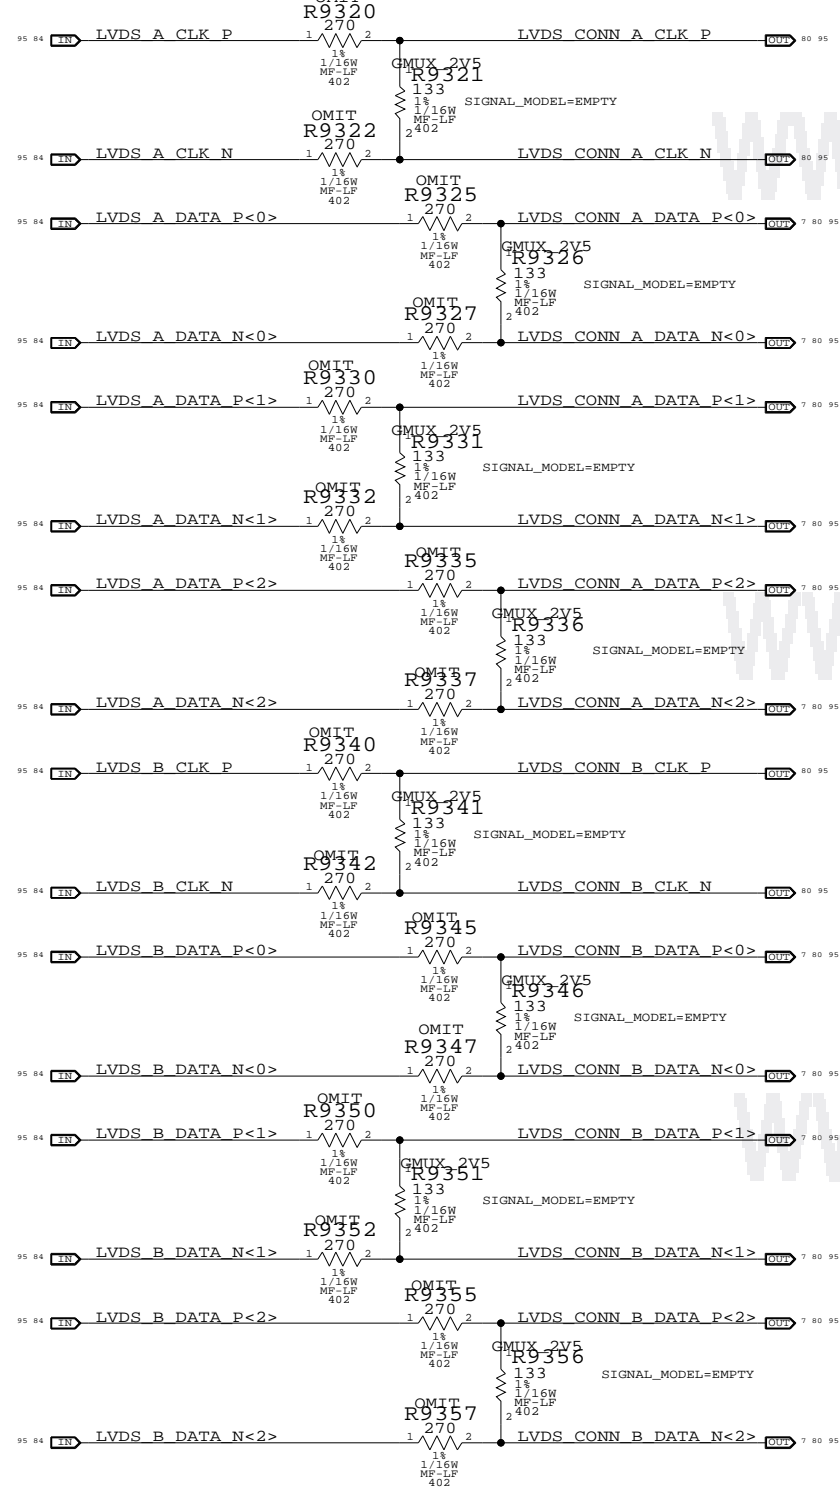 OMIT
R9320
95 84 IN LVDS_A_CLK_P 1 270 2 LVDS_CONN_A_CLK_P OUT 80 95
1%
1/16W
MF-LF
402
GMUX_2V5
1 R9321
133
1%
1/16W
MF-LF
2 402
SIGNAL_MODEL=EMPTY
OMIT
R9322
95 84 IN LVDS_A_CLK_N 1 270 2 LVDS_CONN_A_CLK_N OUT 80 95
1%
1/16W
MF-LF
402
OMIT
R9325
95 84 IN LVDS_A_DATA_P<0> 1 270 2 LVDS_CONN_A_DATA_P<0> OUT 7 80 95
1%
1/16W
MF-LF
402
GMUX_2V5
1 R9326
133
1%
1/16W
MF-LF
2 402
SIGNAL_MODEL=EMPTY
OMIT
R9327
95 84 IN LVDS_A_DATA_N<0> 1 270 2 LVDS_CONN_A_DATA_N<0> OUT 7 80 95
1%
1/16W
MF-LF
402
OMIT
R9330
95 84 IN LVDS_A_DATA_P<1> 1 270 2 LVDS_CONN_A_DATA_P<1> OUT 7 80 95
1%
1/16W
MF-LF
402
GMUX_2V5
1 R9331
133
1%
1/16W
MF-LF
2 402
SIGNAL_MODEL=EMPTY
OMIT
R9332
95 84 IN LVDS_A_DATA_N<1> 1 270 2 LVDS_CONN_A_DATA_N<1> OUT 7 80 95
1%
1/16W
MF-LF
402
OMIT
R9335
95 84 IN LVDS_A_DATA_P<2> 1 270 2 LVDS_CONN_A_DATA_P<2> OUT 7 80 95
1%
1/16W
MF-LF
402
GMUX_2V5
1 R9336
133
1%
1/16W
MF-LF
2 402
SIGNAL_MODEL=EMPTY
OMIT
R9337
95 84 IN LVDS_A_DATA_N<2> 1 270 2 LVDS_CONN_A_DATA_N<2> OUT 7 80 95
1%
1/16W
MF-LF
402
OMIT
R9340
95 84 IN LVDS_B_CLK_P 1 270 2 LVDS_CONN_B_CLK_P OUT 80 95
1%
1/16W
MF-LF
402
GMUX_2V5
1 R9341
133
1%
1/16W
MF-LF
2 402
SIGNAL_MODEL=EMPTY
OMIT
R9342
95 84 IN LVDS_B_CLK_N 1 270 2 LVDS_CONN_B_CLK_N OUT 80 95
1%
1/16W
MF-LF
402
OMIT
R9345
95 84 IN LVDS_B_DATA_P<0> 1 270 2 LVDS_CONN_B_DATA_P<0> OUT 7 80 95
1%
1/16W
MF-LF
402
GMUX_2V5
1 R9346
133
1%
1/16W
MF-LF
2 402
SIGNAL_MODEL=EMPTY
OMIT
R9347
95 84 IN LVDS_B_DATA_N<0> 1 270 2 LVDS_CONN_B_DATA_N<0> OUT 7 80 95
1%
1/16W
MF-LF
402
OMIT
R9350
95 84 IN LVDS_B_DATA_P<1> 1 270 2 LVDS_CONN_B_DATA_P<1> OUT 7 80 95
1%
1/16W
MF-LF
402
GMUX_2V5
1 R9351
133
1%
1/16W
MF-LF
2 402
SIGNAL_MODEL=EMPTY
OMIT
R9352
95 84 IN LVDS_B_DATA_N<1> 1 270 2 LVDS_CONN_B_DATA_N<1> OUT 7 80 95
1%
1/16W
MF-LF
402
OMIT
R9355
95 84 IN LVDS_B_DATA_P<2> 1 270 2 LVDS_CONN_B_DATA_P<2> OUT 7 80 95
1%
1/16W
MF-LF
402
GMUX_2V5
1 R9356
133
1%
1/16W
MF-LF
2 402
SIGNAL_MODEL=EMPTY
OMIT
R9357
95 84 IN LVDS_B_DATA_N<2> 1 270 2 LVDS_CONN_B_DATA_N<2> OUT 7 80 95
1%
1/16W
MF-LF
402